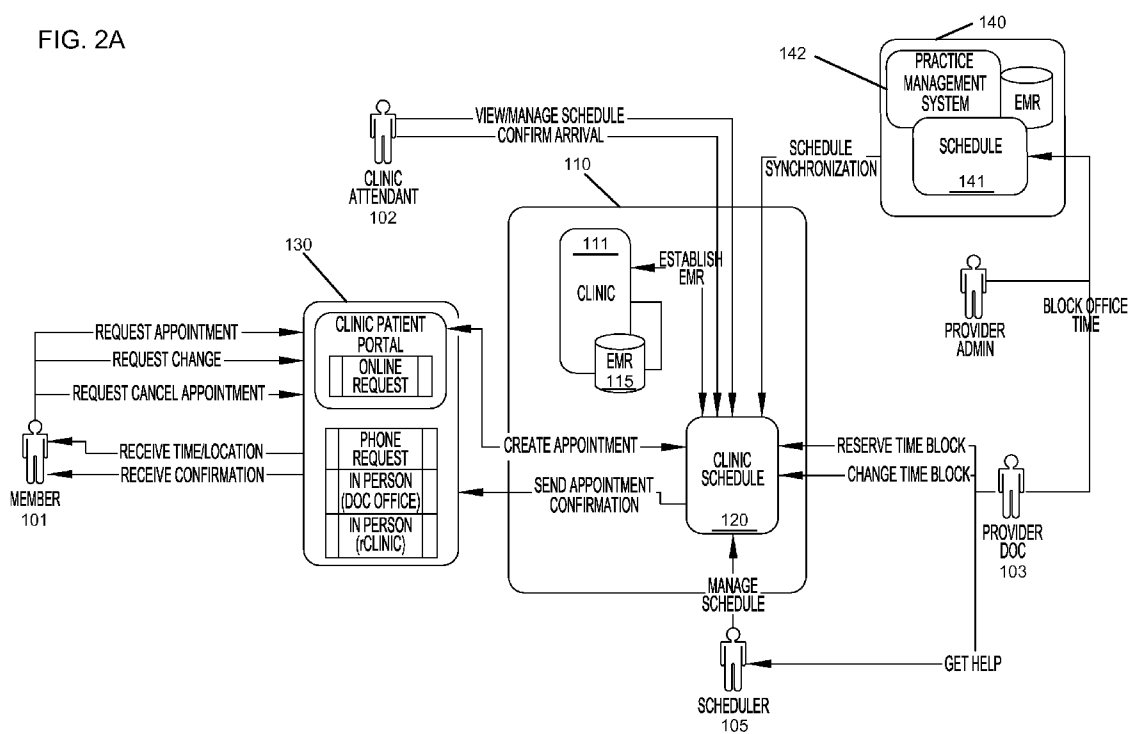 FIG. 2A
140
142
PRACTICE
MANAGEMENT
SYSTEM
EMR
SCHEDULE
141
VIEW/MANAGE SCHEDULE
CONFIRM ARRIVAL
SCHEDULE
SYNCHRONIZATION
CLINIC
ATTENDANT
102
110
111
CLINIC
ESTABLISH
EMR
EMR
115
PROVIDER
ADMIN
BLOCK OFFICE
TIME
130
CLINIC PATIENT
PORTAL
ONLINE
REQUEST
REQUEST APPOINTMENT
REQUEST CHANGE
REQUEST CANCEL APPOINTMENT
RECEIVE TIME/LOCATION
RECEIVE CONFIRMATION
MEMBER
101
PHONE
REQUEST
IN PERSON
(DOC OFFICE)
IN PERSON
(rCLINIC)
CREATE APPOINTMENT
SEND APPOINTMENT
CONFIRMATION
CLINIC
SCHEDULE
120
RESERVE TIME BLOCK
CHANGE TIME BLOCK
PROVIDER
DOC
103
MANAGE
SCHEDULE
GET HELP
SCHEDULER
105